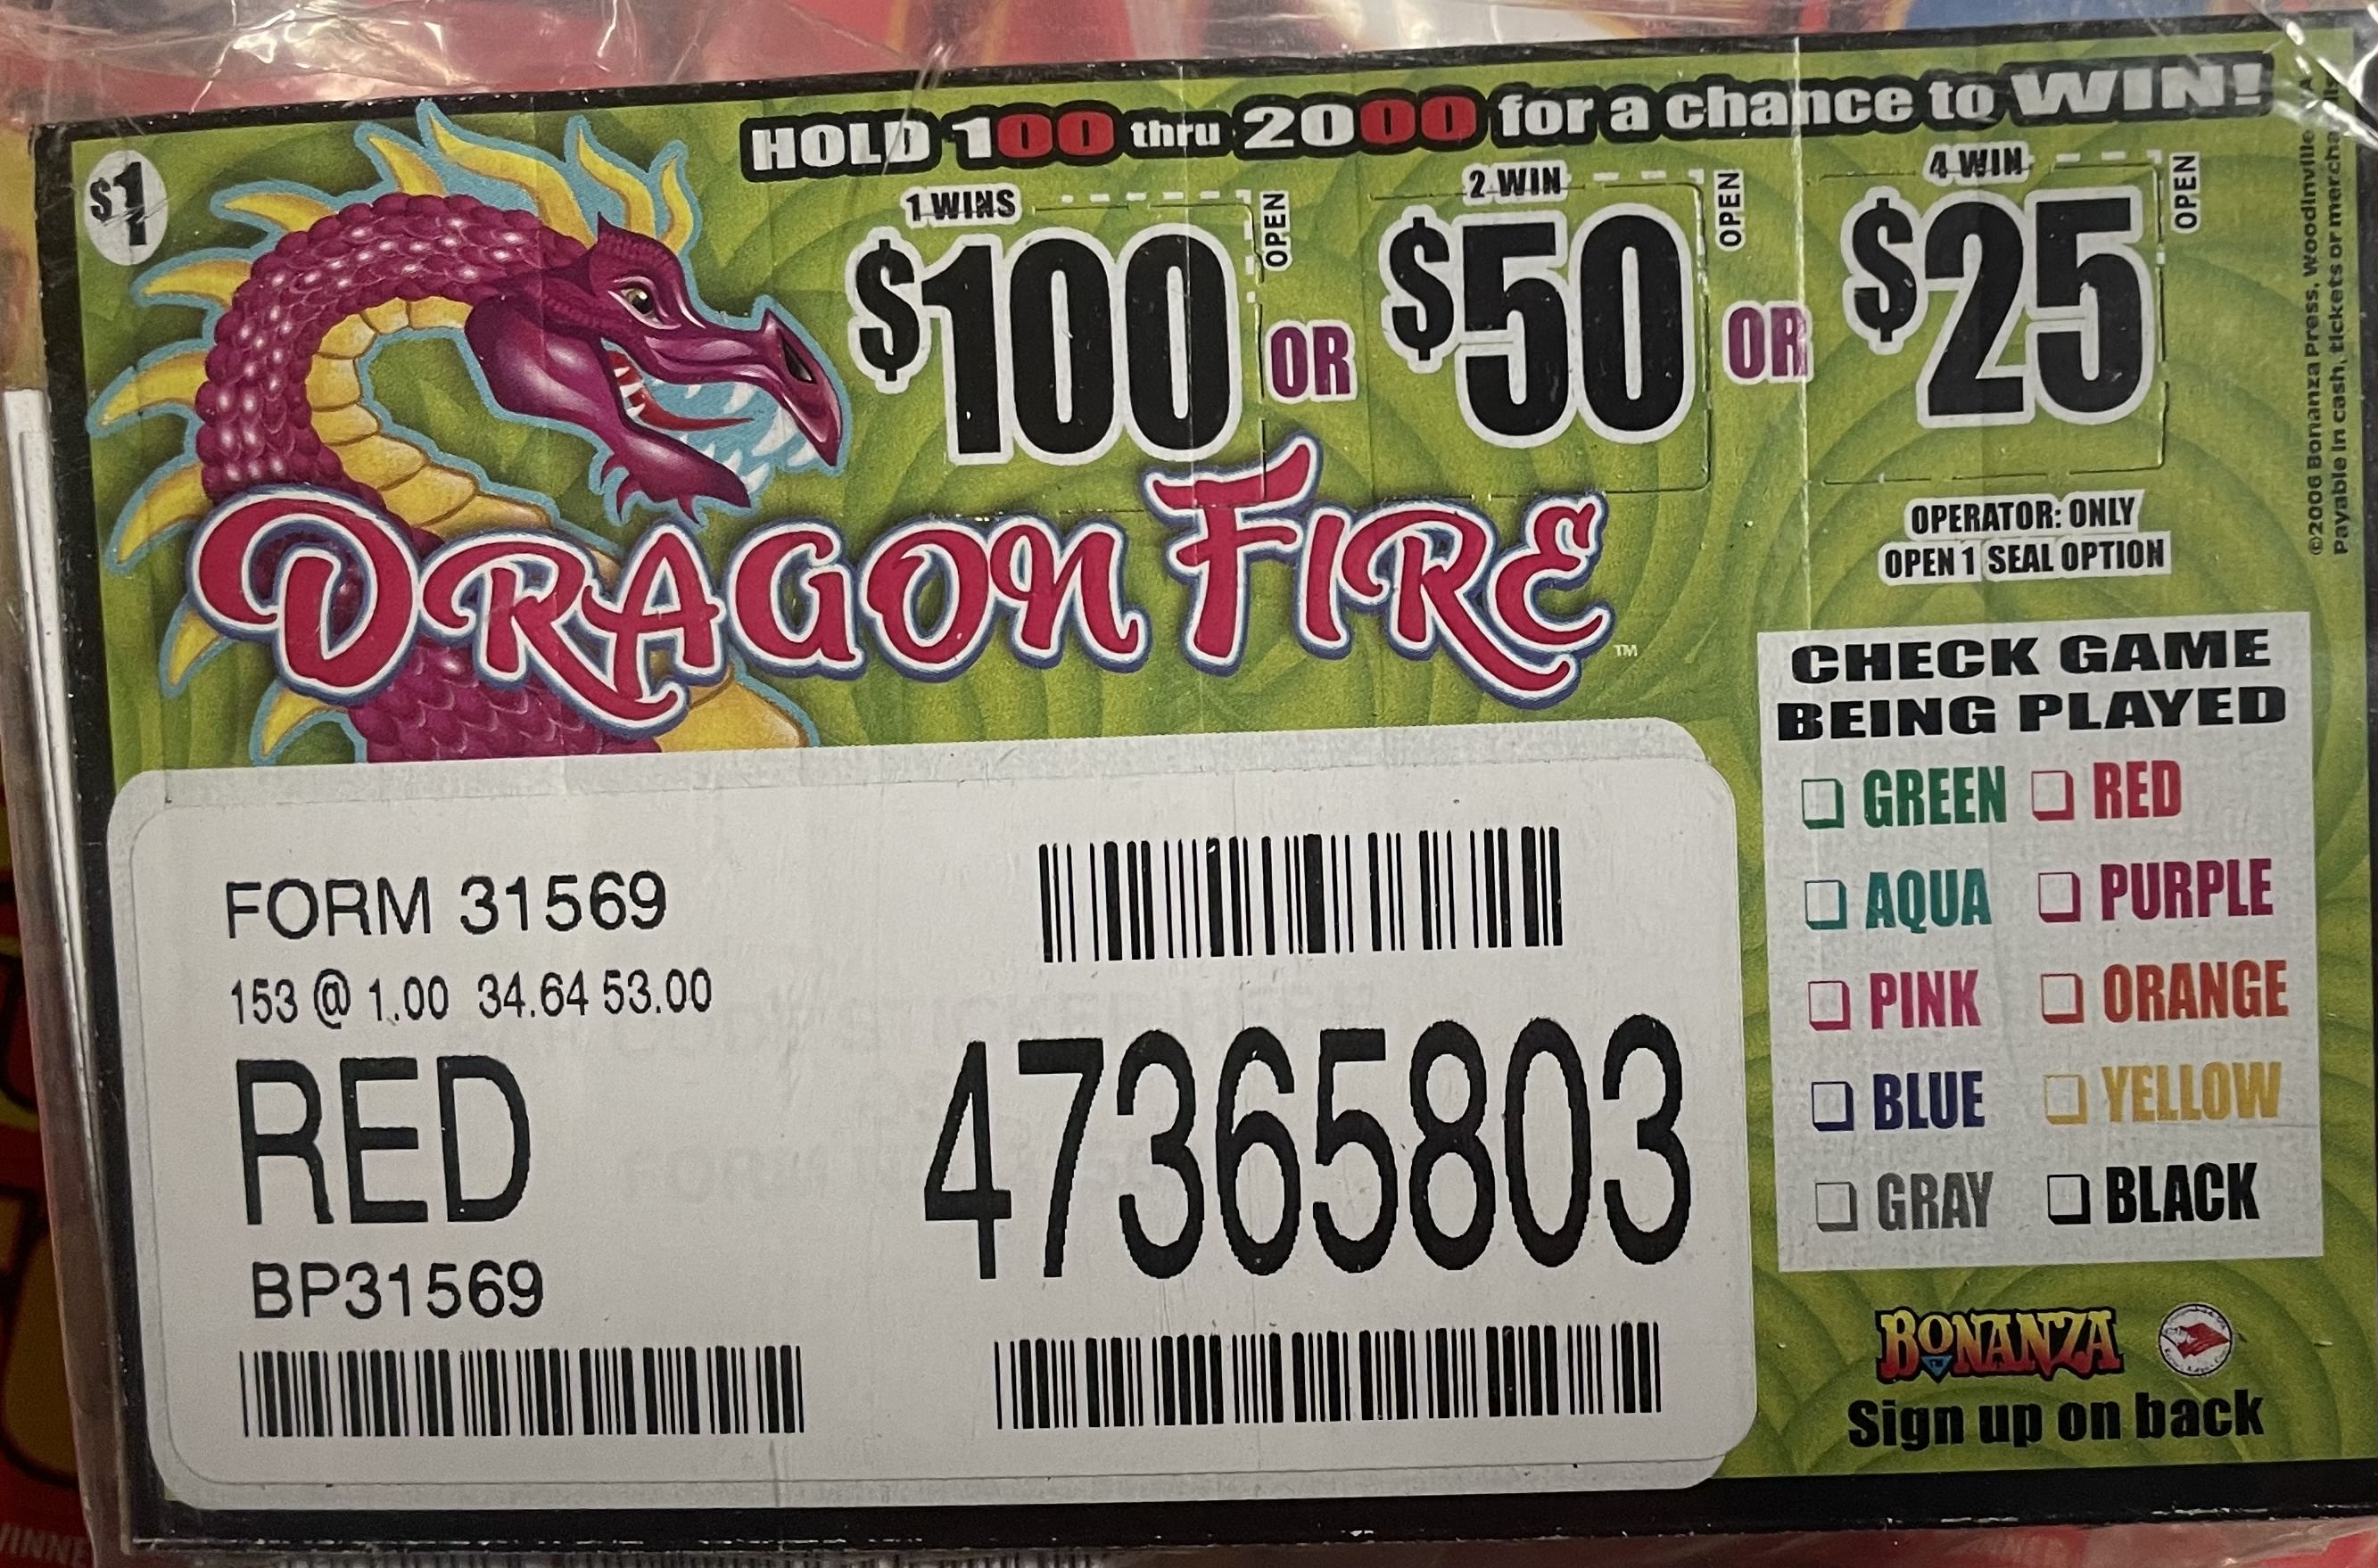 HOLD 100 thru 2000 for a chance to WIN!
$1
1 WINS
$100
OPEN
OR
2 WIN
$50
OPEN
OR
4 WIN
$25
OPEN
DRAGON FIRE™
OPERATOR: ONLY
OPEN 1 SEAL OPTION
©2006 Bonanza Press, Woodinville
Payable in cash, tickets or
CHECK GAME
BEING PLAYED
GREEN RED
AQUA PURPLE
PINK ORANGE
BLUE YELLOW
GRAY BLACK
FORM 31569
153 @ 1.00 34.64 53.00
RED
47365803
BP31569
BONANZA
TM
Sign up on back